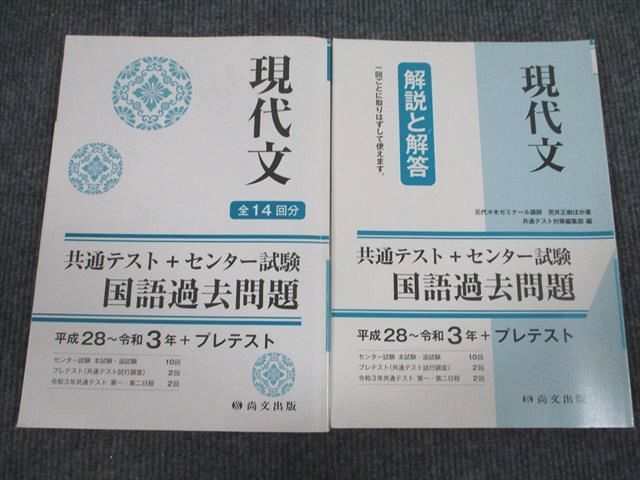 現代文
全14回分
共通テスト+センター試験
国語過去問題
平成28～令和3年+プレテスト
センター試験 本試験・追試験 10回
プレテスト(共通テスト試行調査) 2回
令和3年共通テスト 第一・第二日程 2回
尚文出版
現代文
解説と解答
一回ごとに取りはずして使えます。
元代々木ゼミナール講師 荒井正樹ほか著
共通テスト対策編集部 編
共通テスト+センター試験
国語過去問題
平成28～令和3年+プレテスト
センター試験 本試験・追試験 10回
プレテスト(共通テスト試行調査) 2回
令和3年共通テスト 第一・第二日程 2回
尚文出版